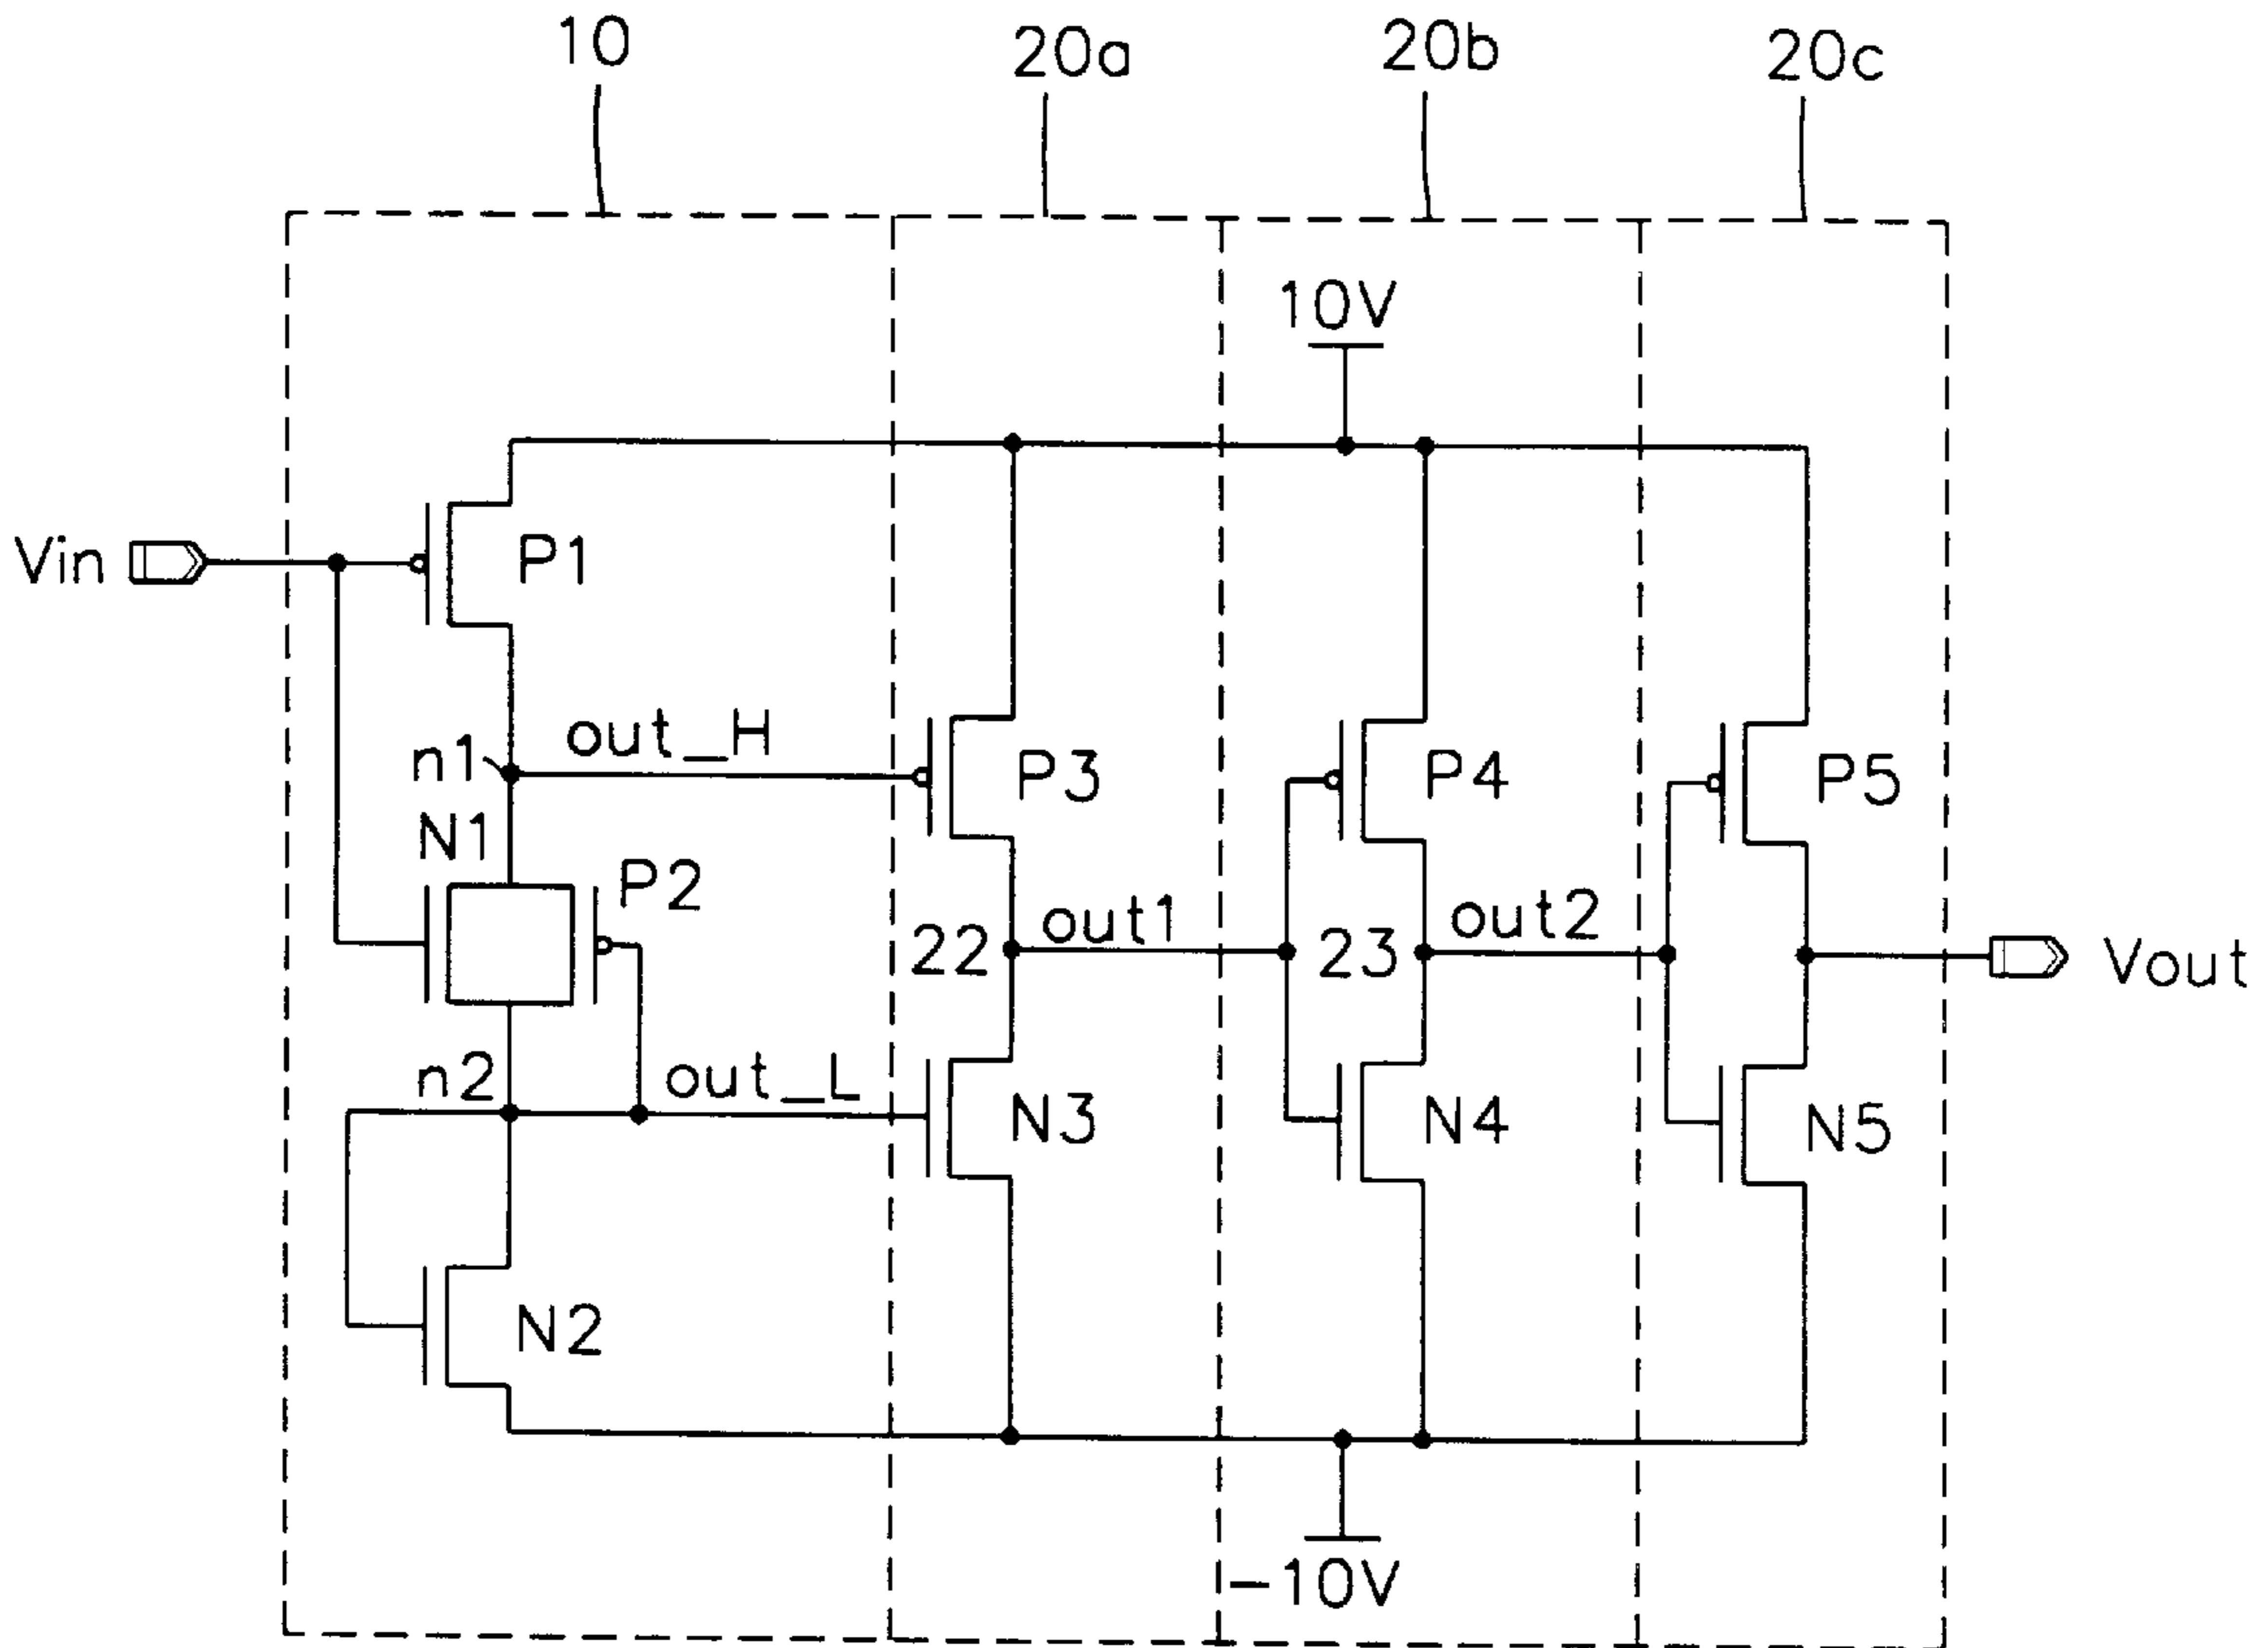 10
20a
20b
20c
10V
Vin
P1
n1
out_H
P3
P4
P5
N1
P2
22
out1
23
out2
Vout
n2
out_L
N3
N4
N5
N2
-10V